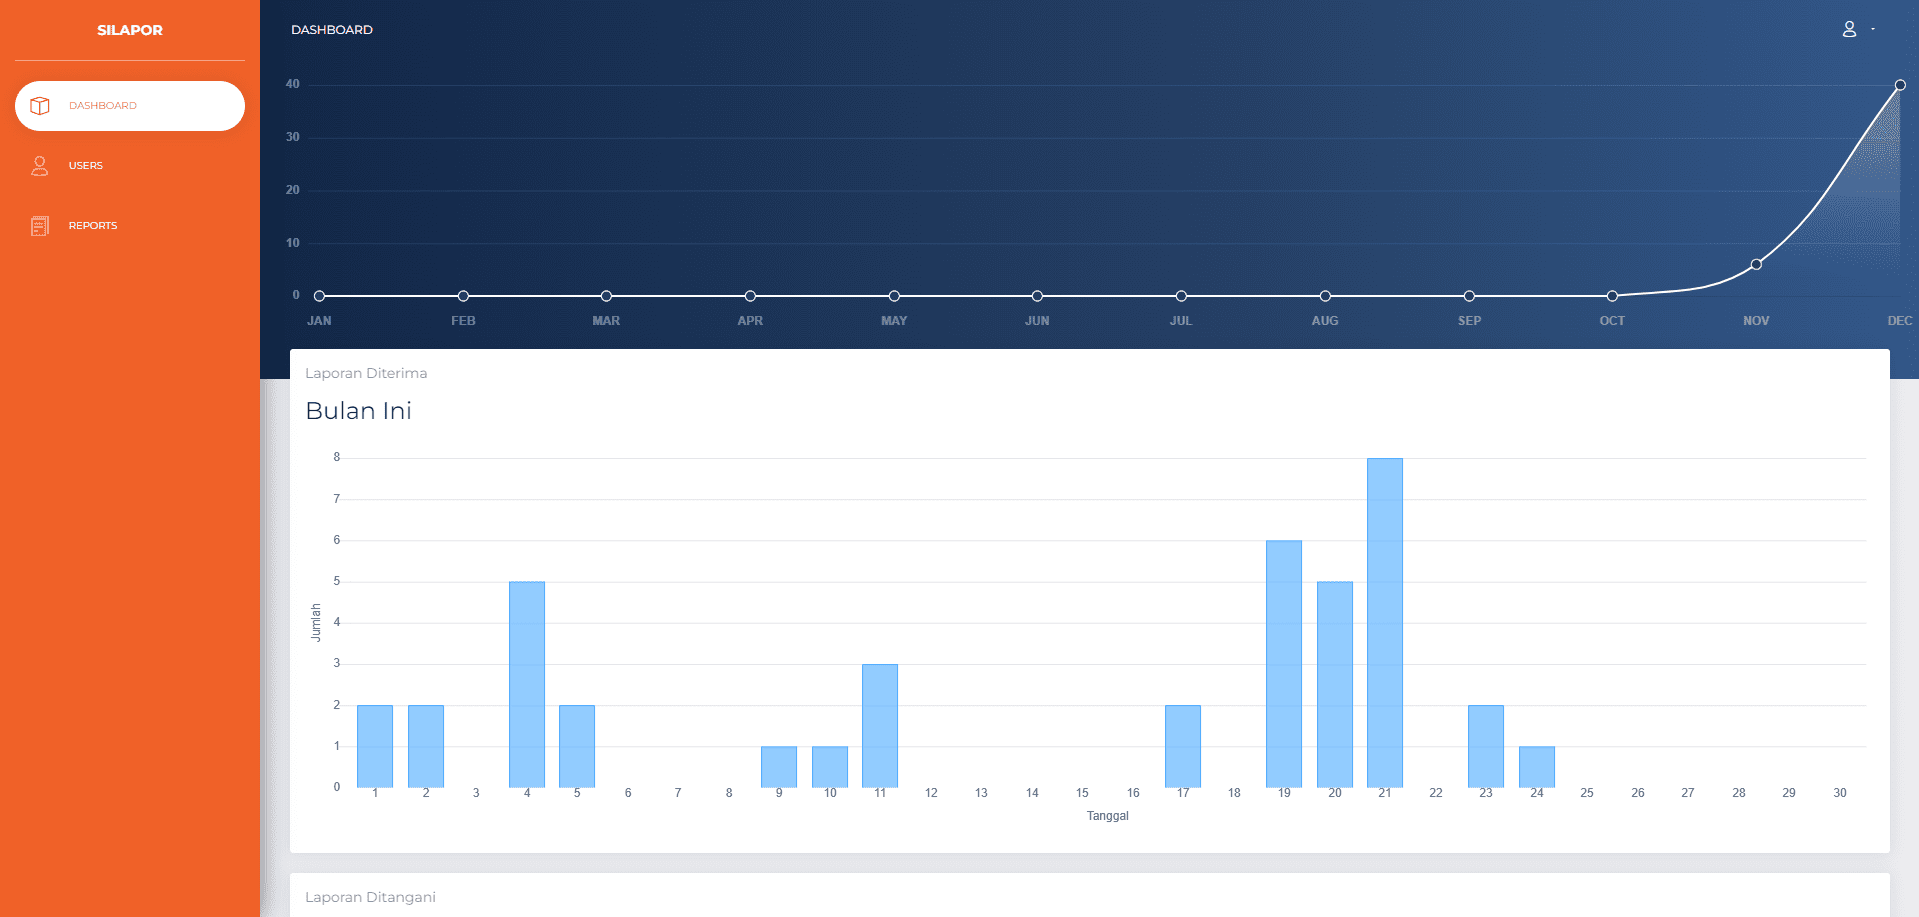 SILAPOR
DASHBOARD
USERS
REPORTS
DASHBOARD
40
30
20
10
0
JAN FEB MAR APR MAY JUN JUL AUG SEP OCT NOV DEC
Laporan Diterima
Bulan Ini
8
7
6
5
4
3
2
1
0
Jumlah
1 2 3 4 5 6 7 8 9 10 11 12 13 14 15 16 17 18 19 20 21 22 23 24 25 26 27 28 29 30
Tanggal
Laporan Ditangani